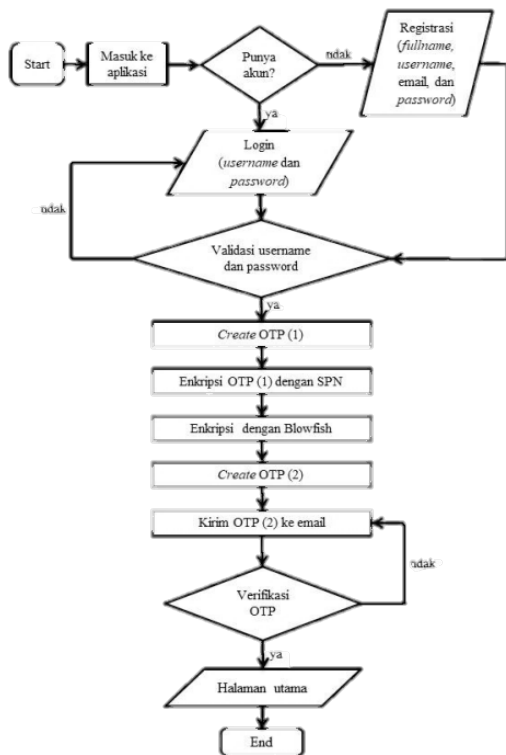 Start
Masuk ke
aplikasi
Punya
akun?
tidak
Registrasi
(fullname,
username,
email, dan
password)
ya
Login
(username dan
password)
tidak
Validasi username
dan password
ya
Create OTP (1)
Enkripsi OTP (1) dengan SPN
Enkripsi dengan Blowfish
Create OTP (2)
Kirim OTP (2) ke email
tidak
Verifikasi
OTP
ya
Halaman utama
End